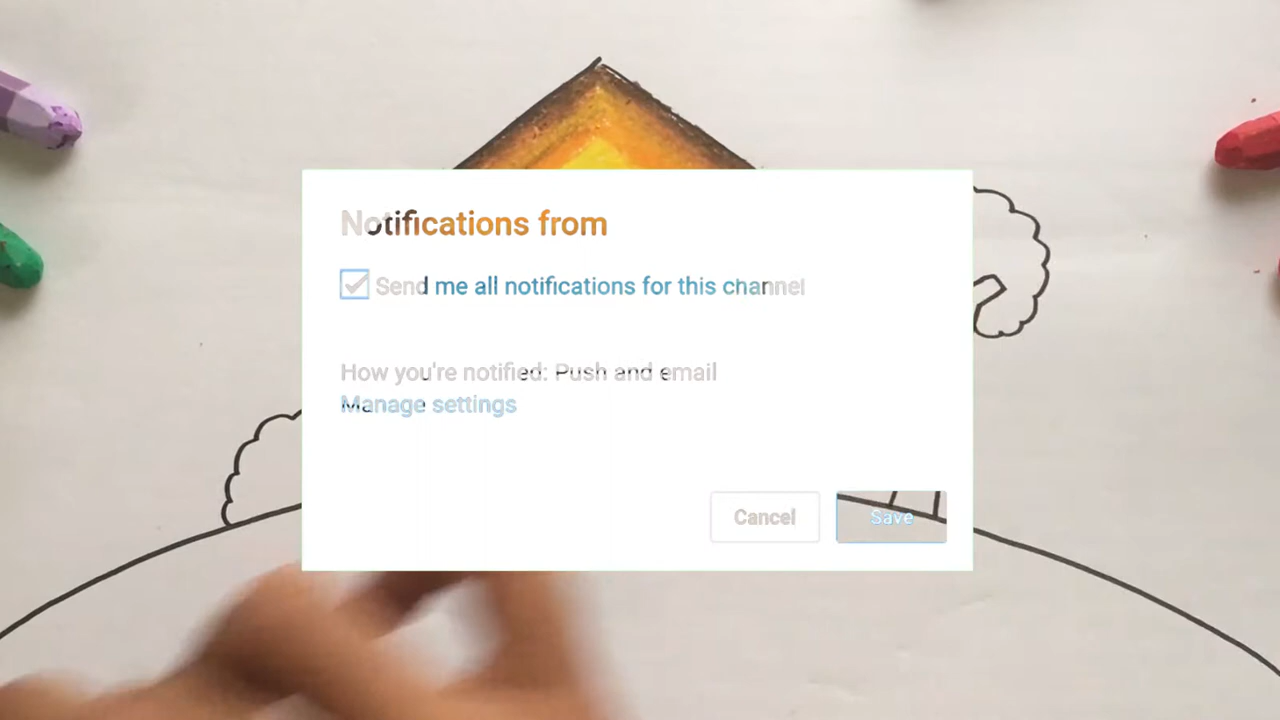 Notifications from
Send me all notifications for this channel
How you're notified: Push and email
Manage settings
Cancel
Save